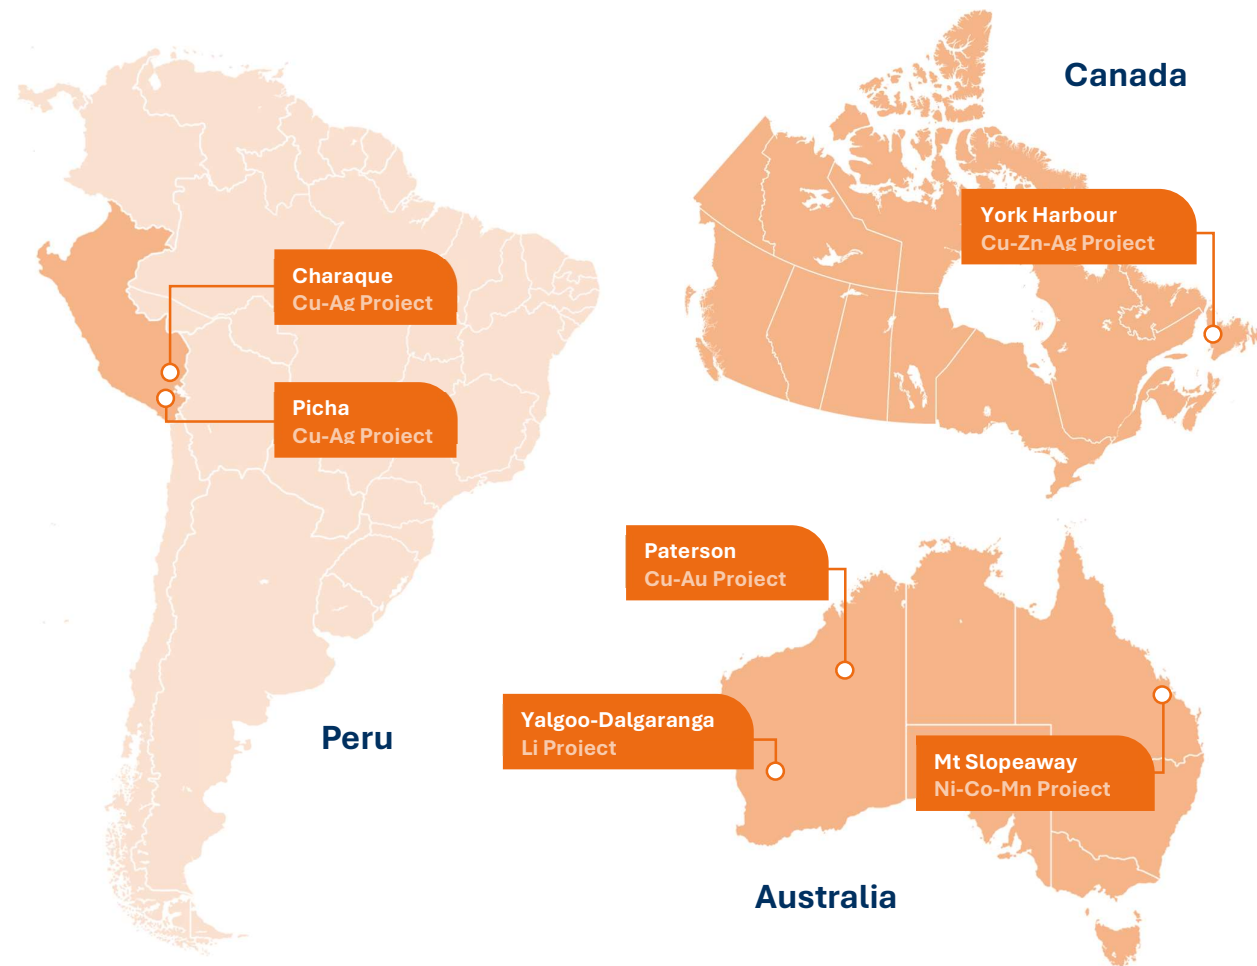 Canada
York Harbour
Cu-Zn-Ag Project
Charaque
Cu-Ag Project
Picha
Cu-Ag Project
Peru
Paterson
Cu-Au Project
Yalgoo-Dalgaranga
Li Project
Mt Slopeaway
Ni-Co-Mn Project
Australia